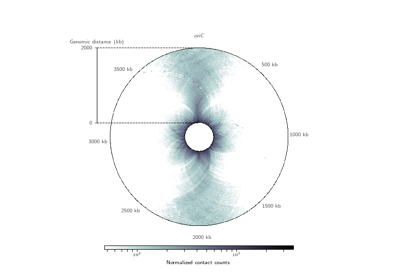 oriC
Genomic distance (kb)
2000
500 kb
3500 kb
0
1000 kb
3000 kb
1500 kb
2500 kb
2000 kb
Normalized contact counts